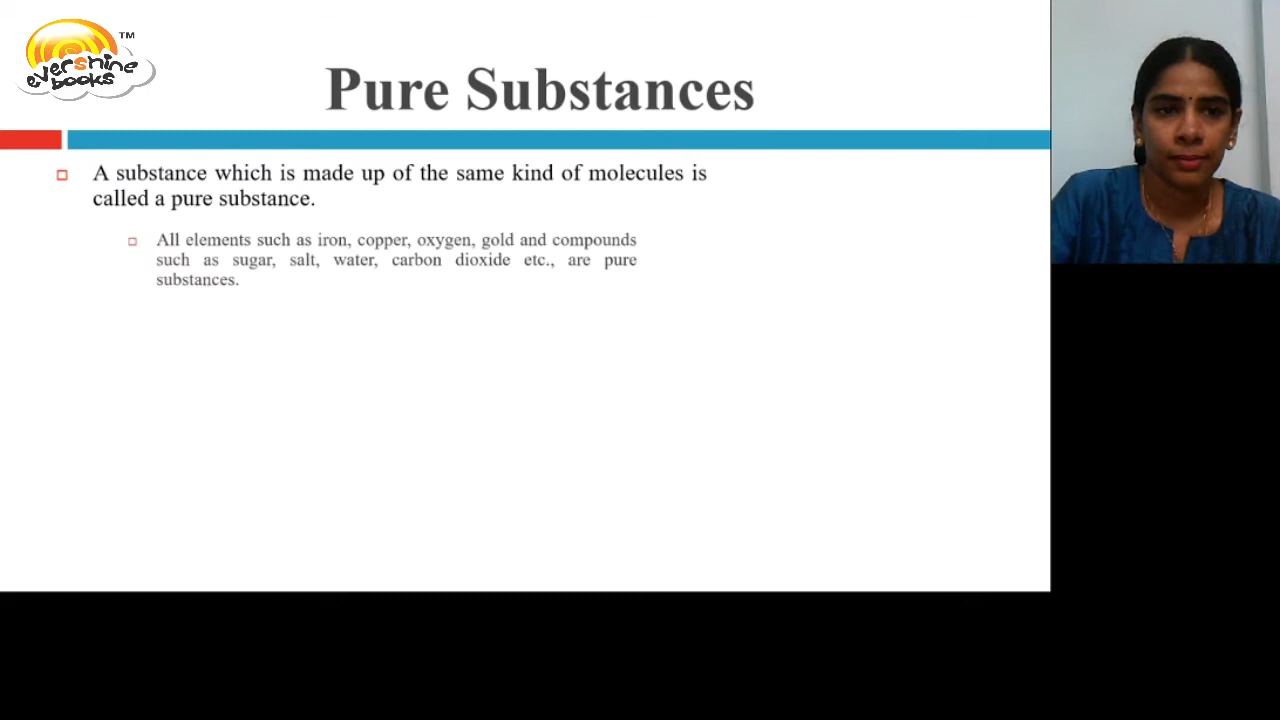 evershine
books
TM
Pure Substances
A substance which is made up of the same kind of molecules is
called a pure substance.
All elements such as iron, copper, oxygen, gold and compounds
such as sugar, salt, water, carbon dioxide etc., are pure
substances.